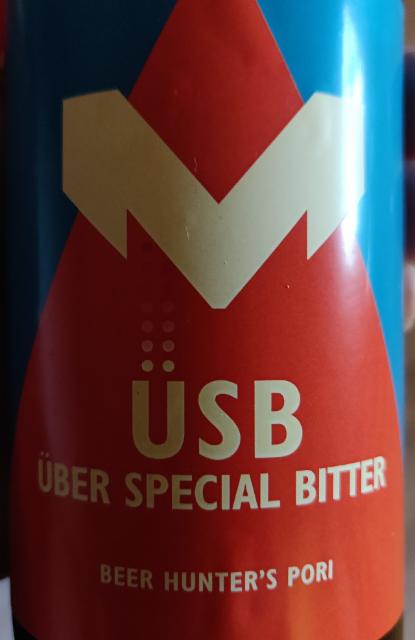 ÜSB
ÜBER SPECIAL BITTER
BEER HUNTER'S PORI